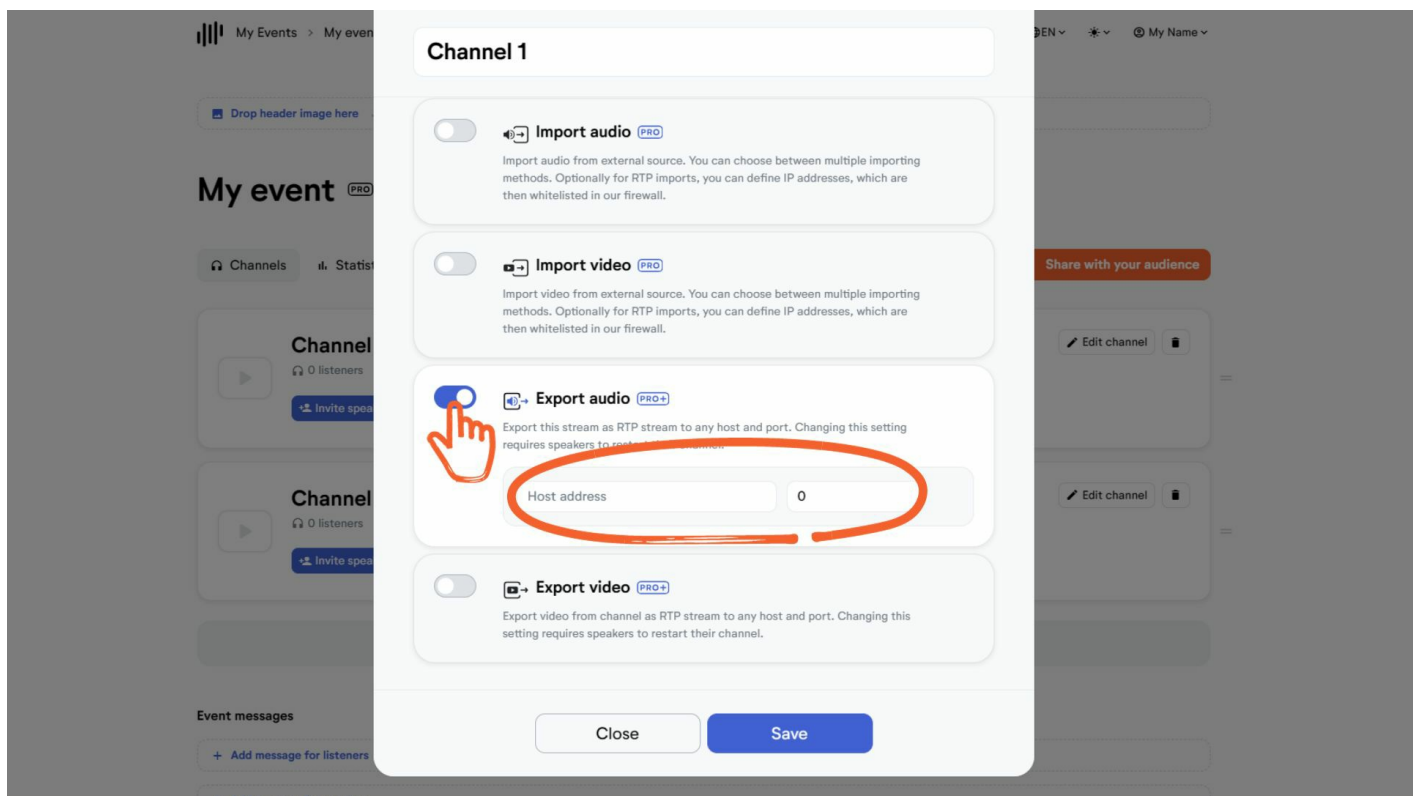 My Events > My even
EN
My Name
Channel 1
Drop header image here
Import audio PRO
Import audio from external source. You can choose between multiple importing
methods. Optionally for RTP imports, you can define IP addresses, which are
then whitelisted in our firewall.
My event PRO
Channels
Statist
Import video PRO
Import video from external source. You can choose between multiple importing
methods. Optionally for RTP imports, you can define IP addresses, which are
then whitelisted in our firewall.
Share with your audience
Channel
0 listeners
Invite spea
Edit channel
Export audio PRO+
Export this stream as RTP stream to any host and port. Changing this setting
requires speakers to restart their channel.
Host address
0
Channel
0 listeners
Invite spea
Edit channel
Export video PRO+
Export video from channel as RTP stream to any host and port. Changing this
setting requires speakers to restart their channel.
Event messages
+ Add message for listeners
Close
Save